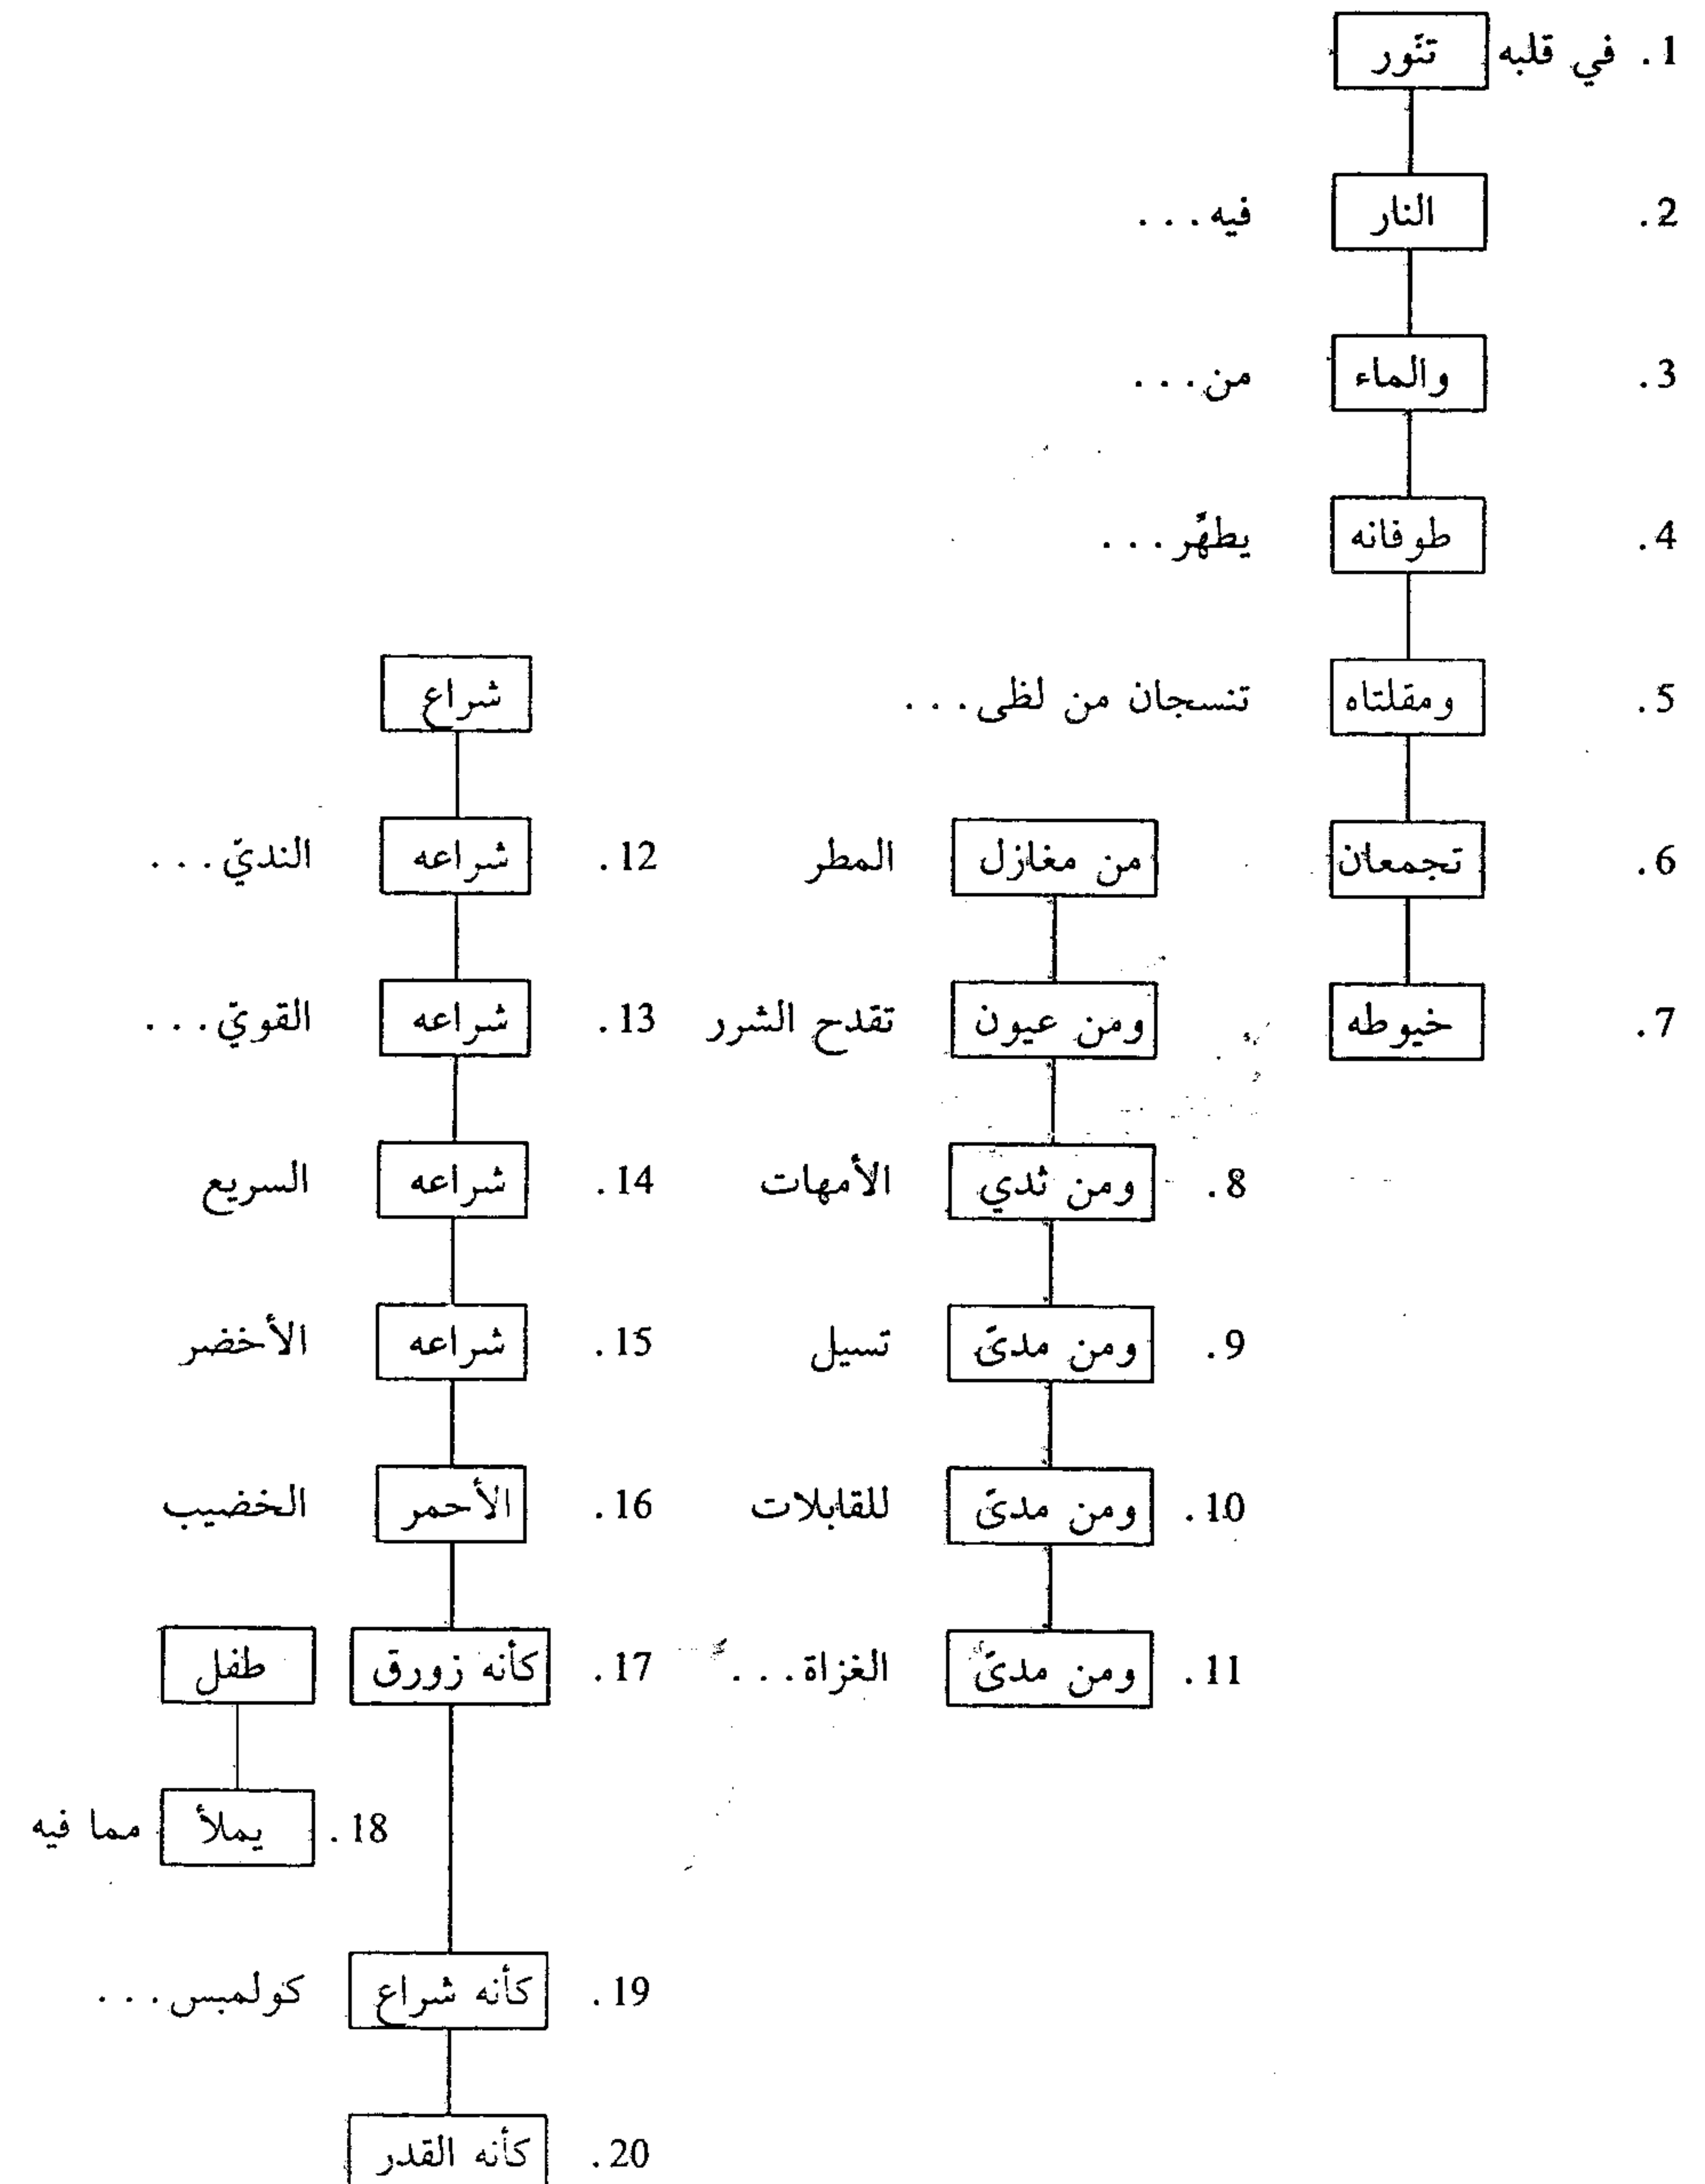 1. في قلبه تنّور
2. النار فيه...
3. والماء من...
4. طوفانه يطهّر...
5. ومقلتاه تنسجان من لظى... شراع
6. تجمعان من مغازل المطر 12. شراعه النديّ...
7. خيوطه ومن عيون تقدح الشرر 13. شراعه القويّ...
8. ومن ثدي الأمهات 14. شراعه السريع
9. ومن مدىً تسيل 15. شراعه الأخضر
10. ومن مدىً للقابلات 16. الأحمر الخضيب
11. ومن مدىً الغزاة... 17. كأنه زورق طفل
18. يملأ مما فيه
19. كأنه شراع كولمبس...
20. كأنه القدر